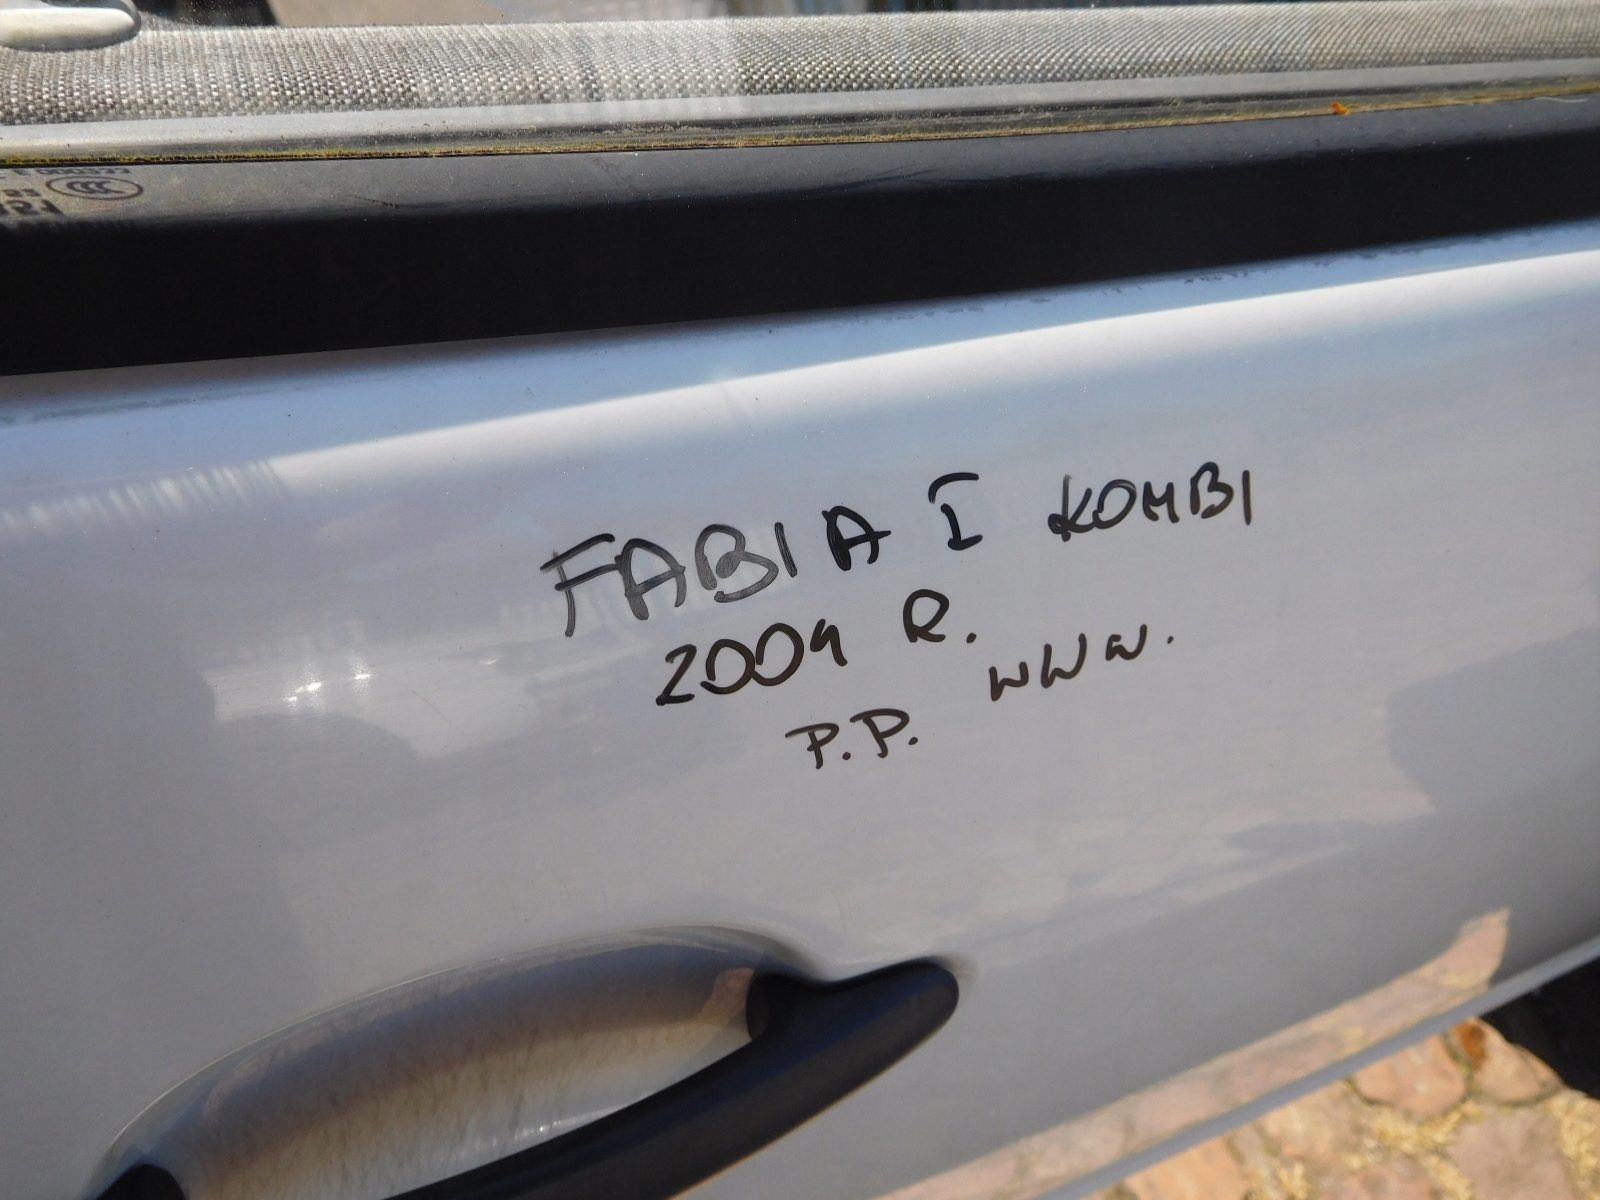 FABIA I KOMBI
2004 R.
P.P. WWW.